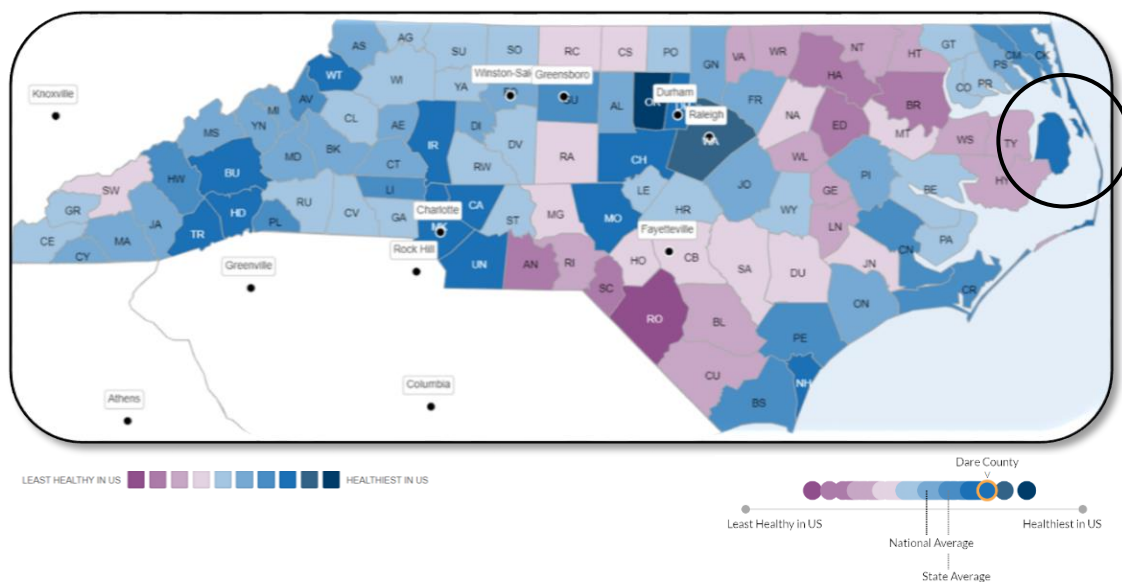 AS
AG
SU
SO
RC
CS
PO
GN
VA
WR
NT
HT
GT
PS
CM
CK
WT
WI
YA
Winston-Sal
Greensboro
GU
AL
OR
Durham
FR
HA
BR
CO
PR
Knoxville
AV
MI
YN
MS
CL
AE
DI
DV
Raleigh
WA
NA
ED
MT
WS
TY
MD
BK
IR
CT
RW
RA
CH
WL
HY
SW
HW
BU
LI
JO
PI
BE
GR
JA
HD
PL
RU
CV
GA
CA
Charlotte
ST
MG
MO
LE
HR
WY
GE
LN
CN
PA
CE
CY
MA
TR
Fayetteville
Rock Hill
Greenville
UN
AN
RI
HO
CB
SA
DU
JN
SC
RO
BL
ON
CR
PE
CU
NH
BS
Athens
Columbia
LEAST HEALTHY IN US
HEALTHIEST IN US
Dare County
Least Healthy in US
Healthiest in US
National Average
State Average